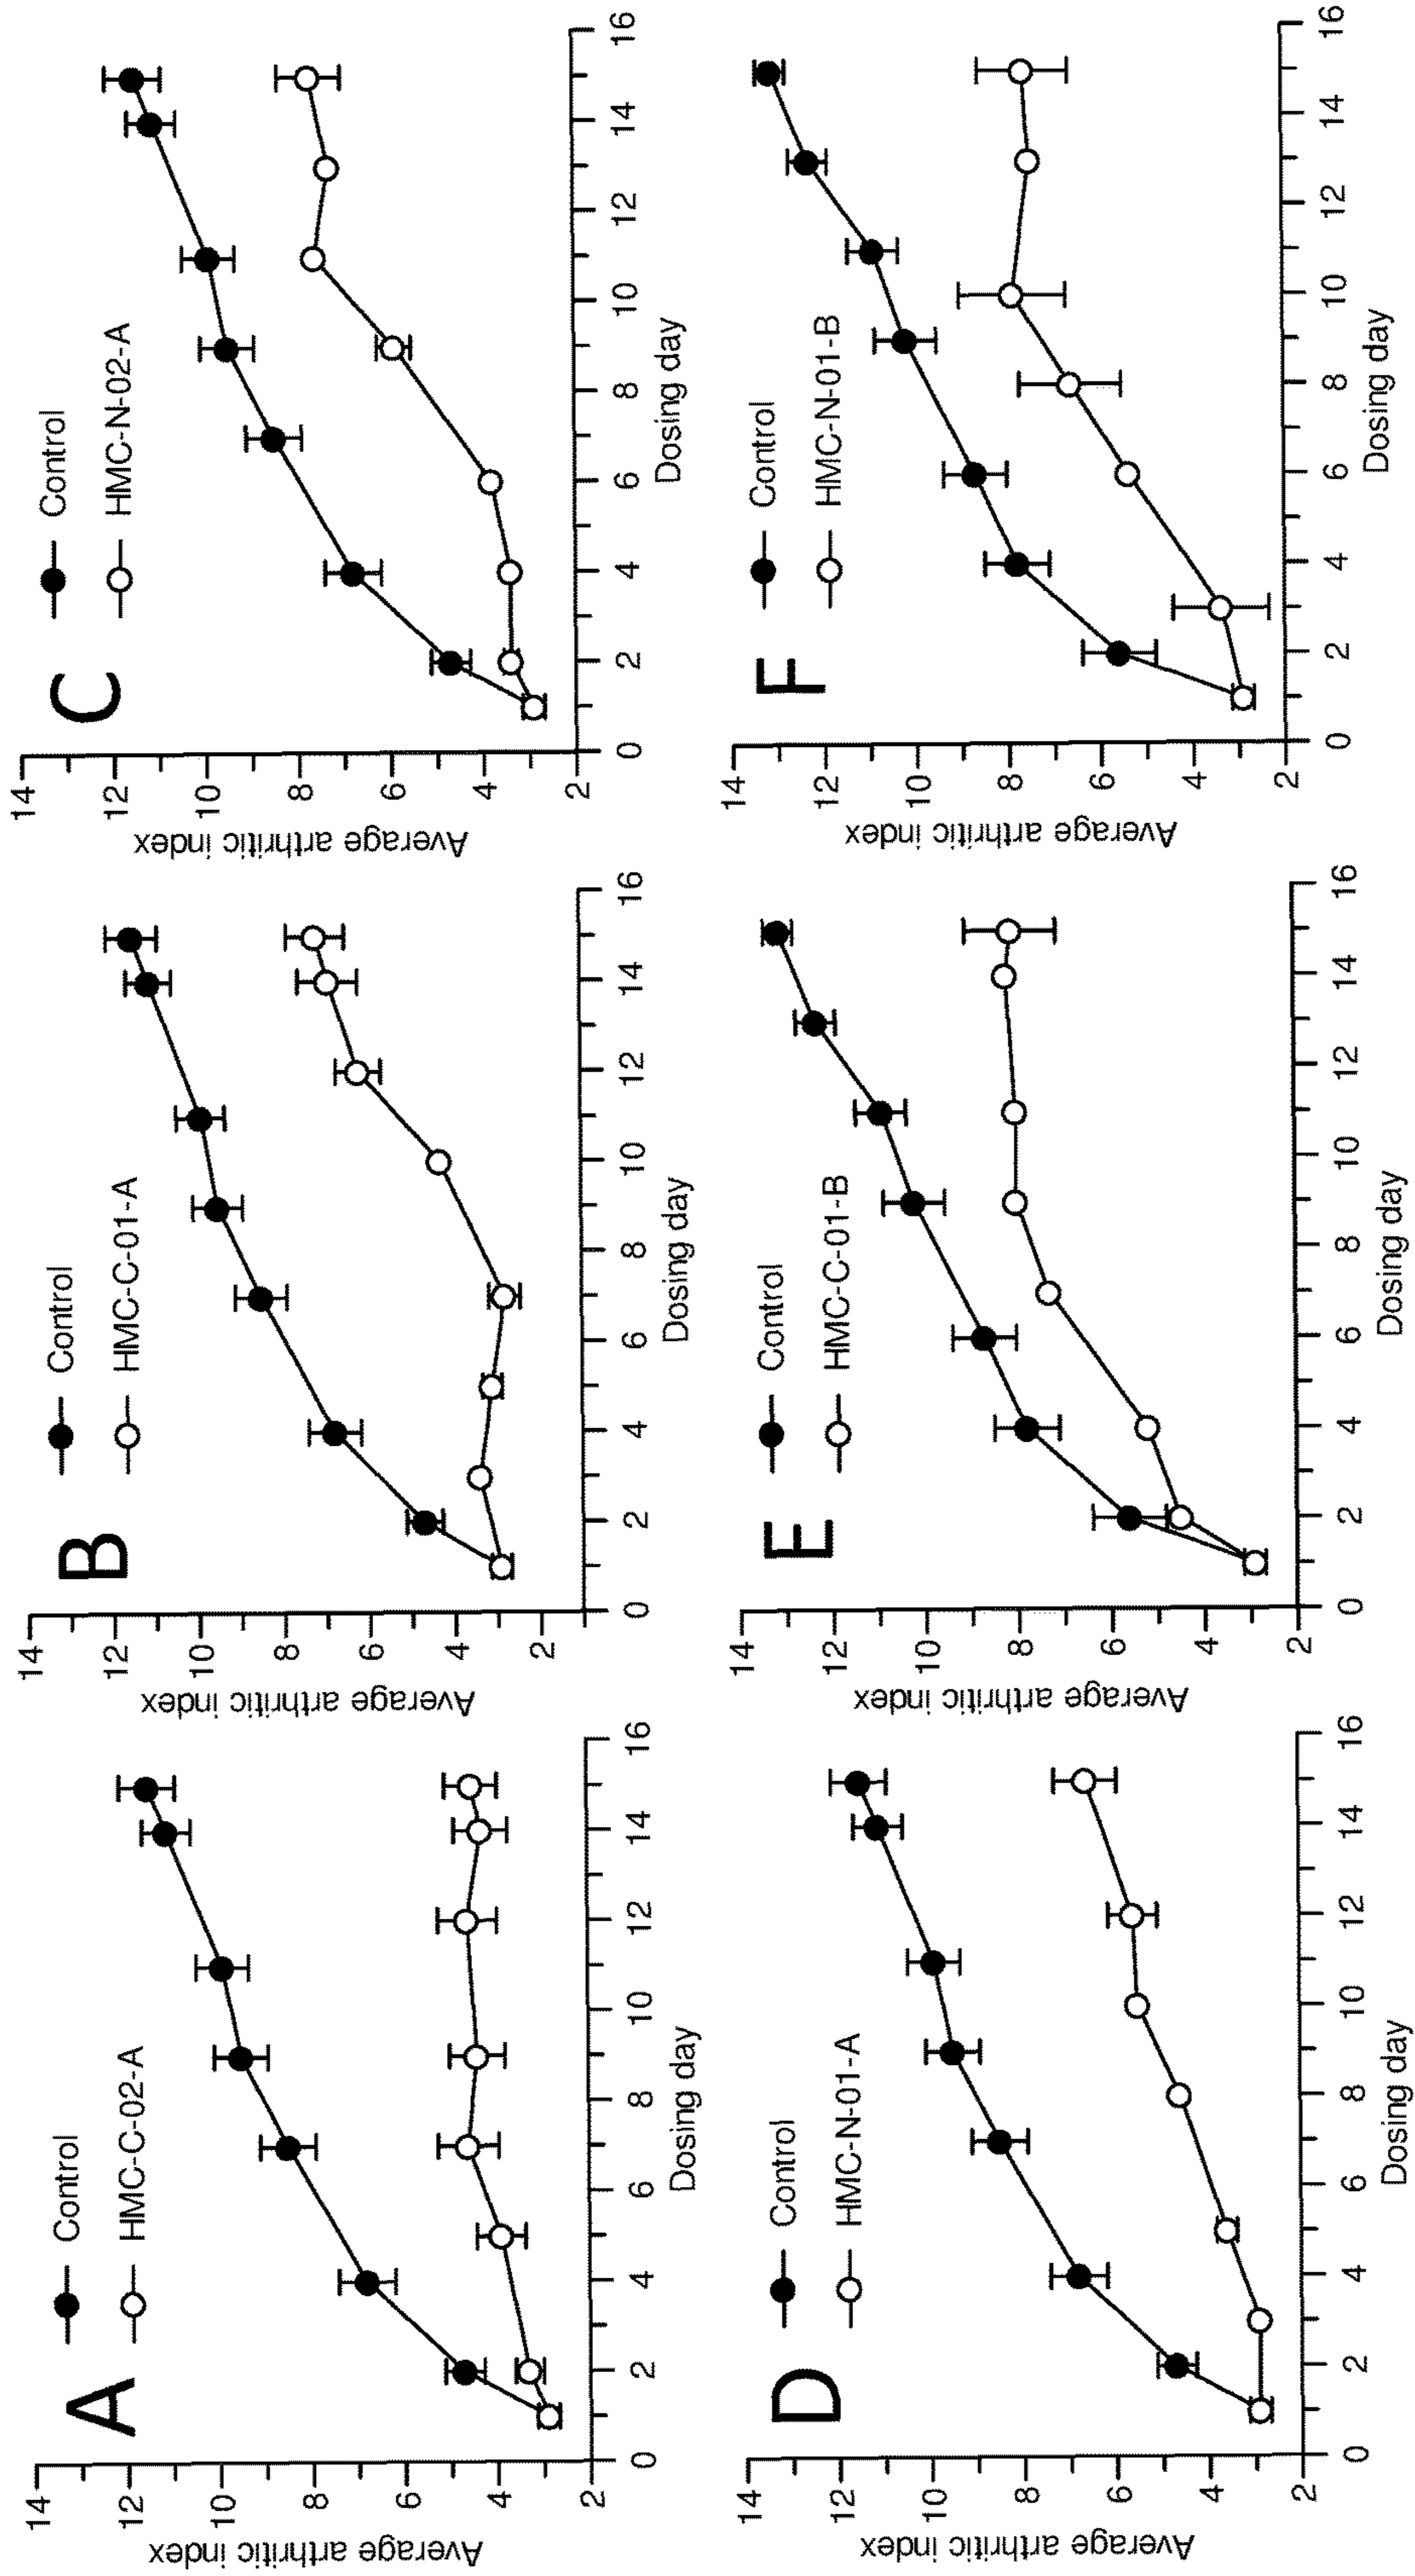 A
Control
HMC-C-02-A
14
12
10
8
6
4
2
Average arthritic index
0 2 4 6 8 10 12 14 16
Dosing day
B
Control
HMC-C-01-A
14
12
10
8
6
4
2
Average arthritic index
0 2 4 6 8 10 12 14 16
Dosing day
C
Control
HMC-N-02-A
14
12
10
8
6
4
2
Average arthritic index
0 2 4 6 8 10 12 14 16
Dosing day
D
Control
HMC-N-01-A
14
12
10
8
6
4
2
Average arthritic index
0 2 4 6 8 10 12 14 16
Dosing day
E
Control
HMC-C-01-B
14
12
10
8
6
4
2
Average arthritic index
0 2 4 6 8 10 12 14 16
Dosing day
F
Control
HMC-N-01-B
14
12
10
8
6
4
2
Average arthritic index
0 2 4 6 8 10 12 14 16
Dosing day